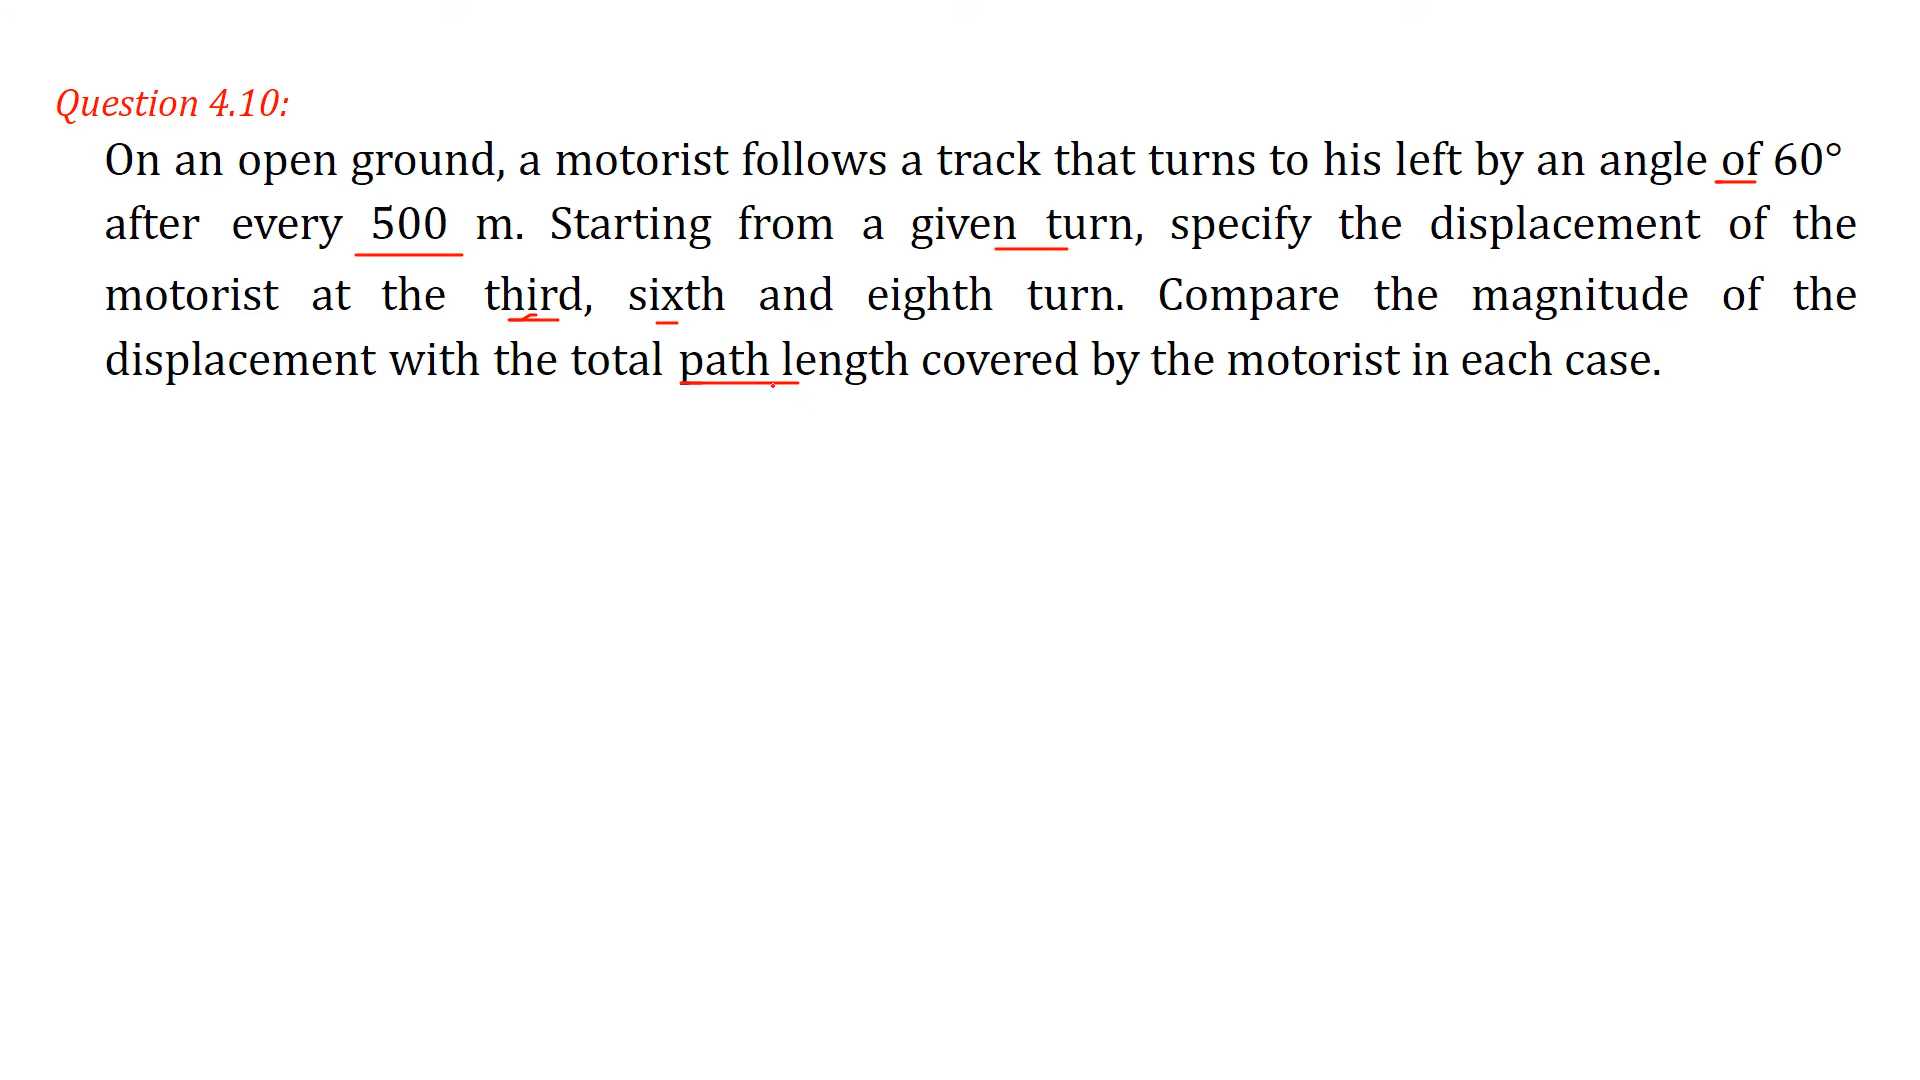 Question 4.10:
On an open ground, a motorist follows a track that turns to his left by an angle of 60°
after every 500 m. Starting from a given turn, specify the displacement of the
motorist at the third, sixth and eighth turn. Compare the magnitude of the
displacement with the total path length covered by the motorist in each case.